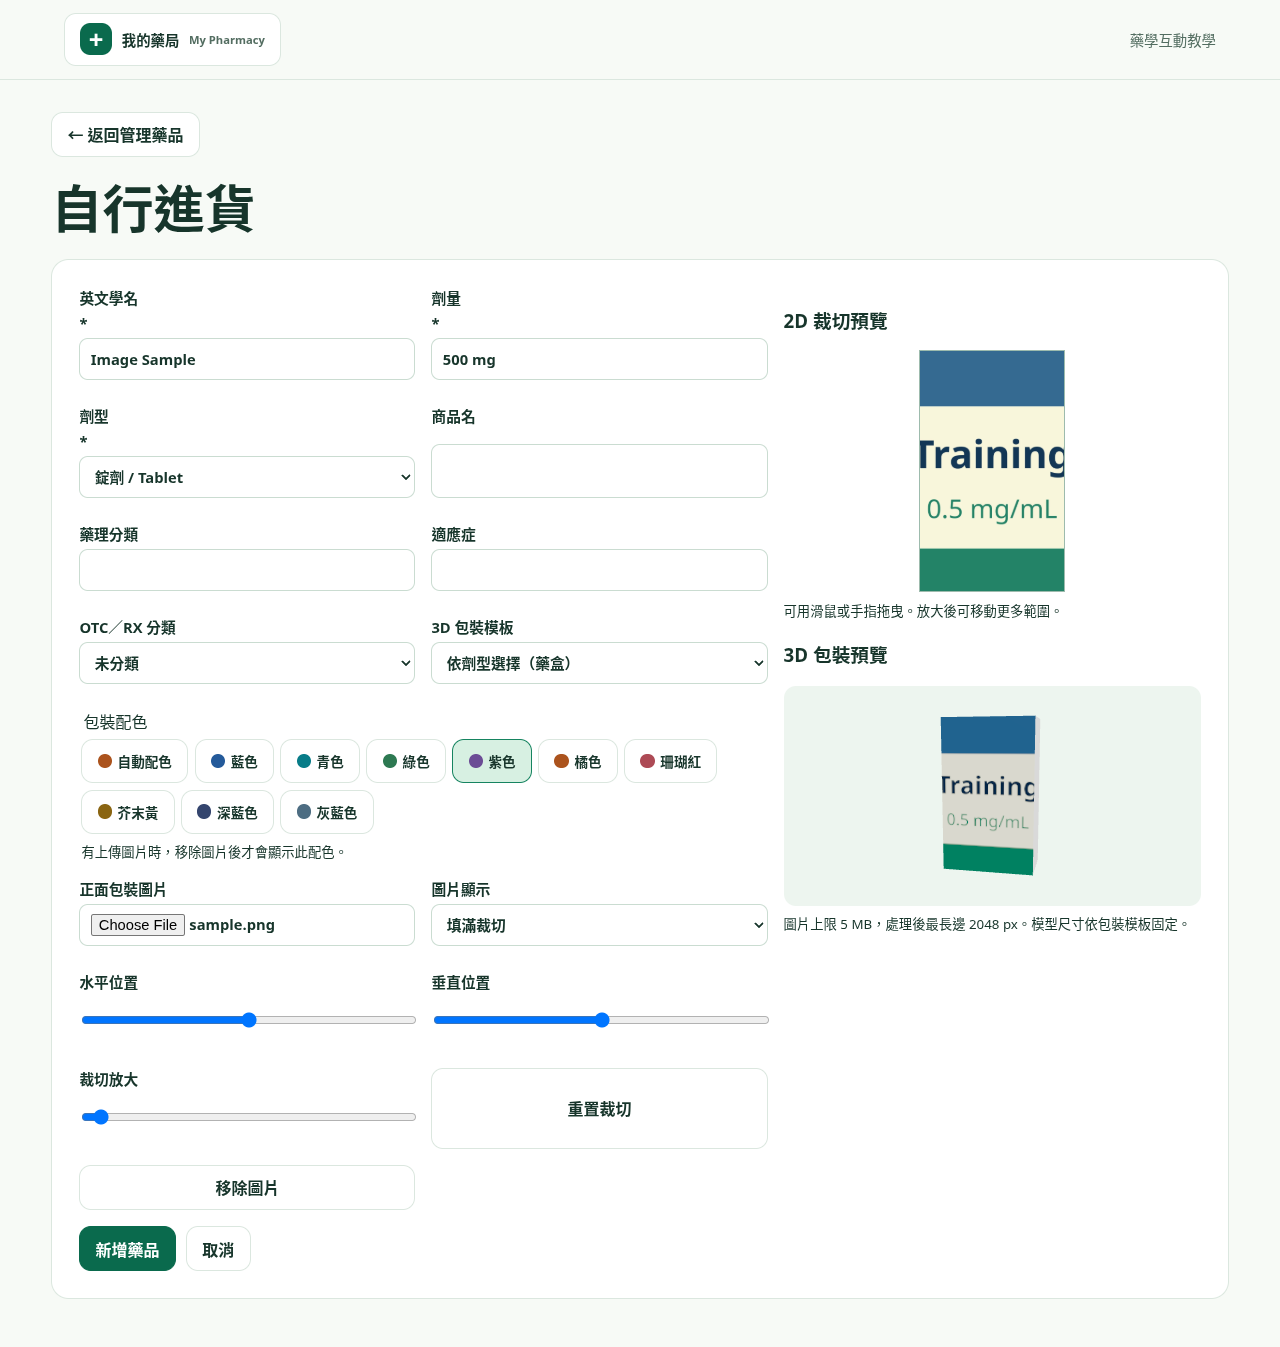 我的藥局 My Pharmacy
藥學互動教學
← 返回管理藥品
自行進貨
英文學名
*
Image Sample
劑量
*
500 mg
劑型
*
錠劑 / Tablet
商品名
藥理分類
適應症
OTC／RX 分類
未分類
3D 包裝模板
依劑型選擇（藥盒）
包裝配色
自動配色
藍色
青色
綠色
紫色
橘色
珊瑚紅
芥末黃
深藍色
灰藍色
有上傳圖片時，移除圖片後才會顯示此配色。
正面包裝圖片
Choose File sample.png
圖片顯示
填滿裁切
水平位置
垂直位置
裁切放大
重置裁切
移除圖片
新增藥品
取消
2D 裁切預覽
Training
0.5 mg/mL
可用滑鼠或手指拖曳。放大後可移動更多範圍。
3D 包裝預覽
Training
0.5 mg/mL
圖片上限 5 MB，處理後最長邊 2048 px。模型尺寸依包裝模板固定。